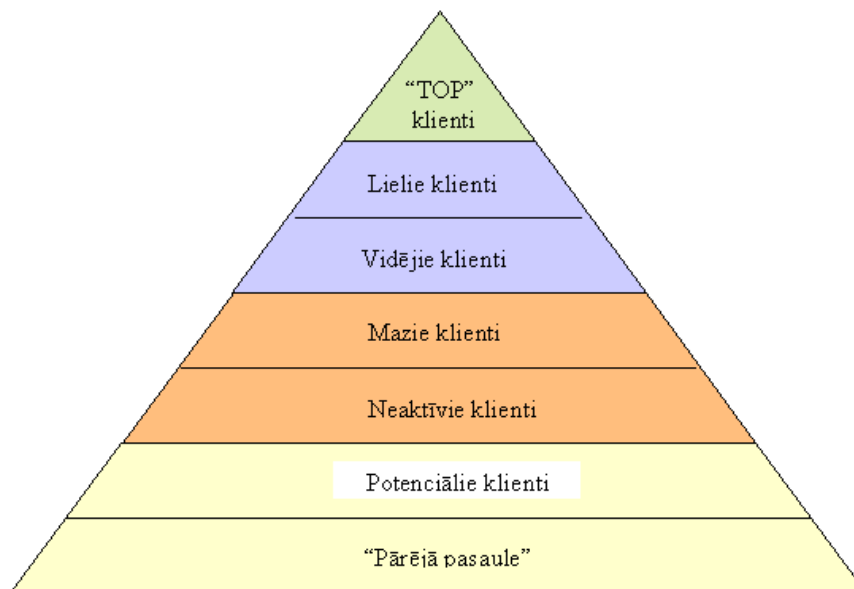 “TOP”
klienti
Lielie klienti
Vidējie klienti
Mazie klienti
Neaktīvie klienti
Potenciālie klienti
“Pārējā pasaule”